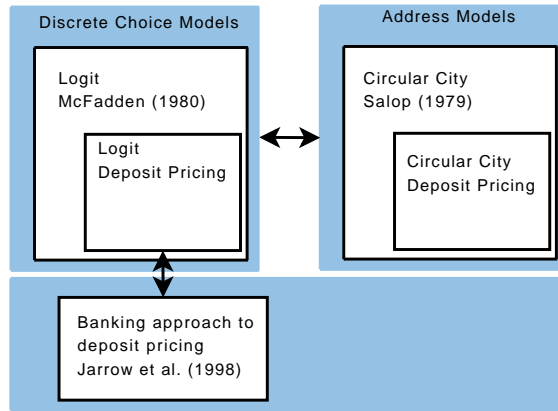 Discrete Choice Models
Logit
McFadden (1980)
Logit
Deposit Pricing
Address Models
Circular City
Salop (1979)
Circular City
Deposit Pricing
Banking approach to
deposit pricing
Jarrow et al. (1998)